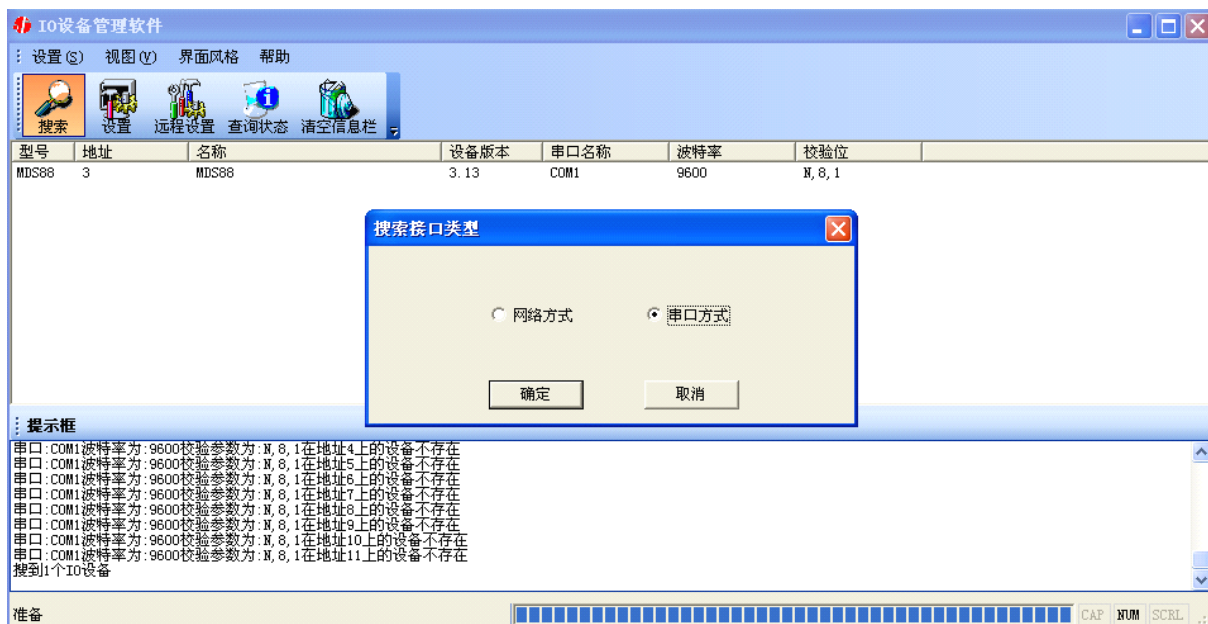 IO设备管理软件
设置(S) 视图(V) 界面风格 帮助
搜索 设置 远程设置 查询状态 清空信息栏
型号 地址 名称 设备版本 串口名称 波特率 校验位
MDS88 3 MDS88 3.13 COM1 9600 N,8,1
搜索接口类型
网络方式 串口方式
确定 取消
提示框
串口:COM1波特率为:9600校验参数为:N,8,1在地址4上的设备不存在
串口:COM1波特率为:9600校验参数为:N,8,1在地址5上的设备不存在
串口:COM1波特率为:9600校验参数为:N,8,1在地址6上的设备不存在
串口:COM1波特率为:9600校验参数为:N,8,1在地址7上的设备不存在
串口:COM1波特率为:9600校验参数为:N,8,1在地址8上的设备不存在
串口:COM1波特率为:9600校验参数为:N,8,1在地址9上的设备不存在
串口:COM1波特率为:9600校验参数为:N,8,1在地址10上的设备不存在
串口:COM1波特率为:9600校验参数为:N,8,1在地址11上的设备不存在
搜到1个IO设备
准备 CAP NUM SCRL